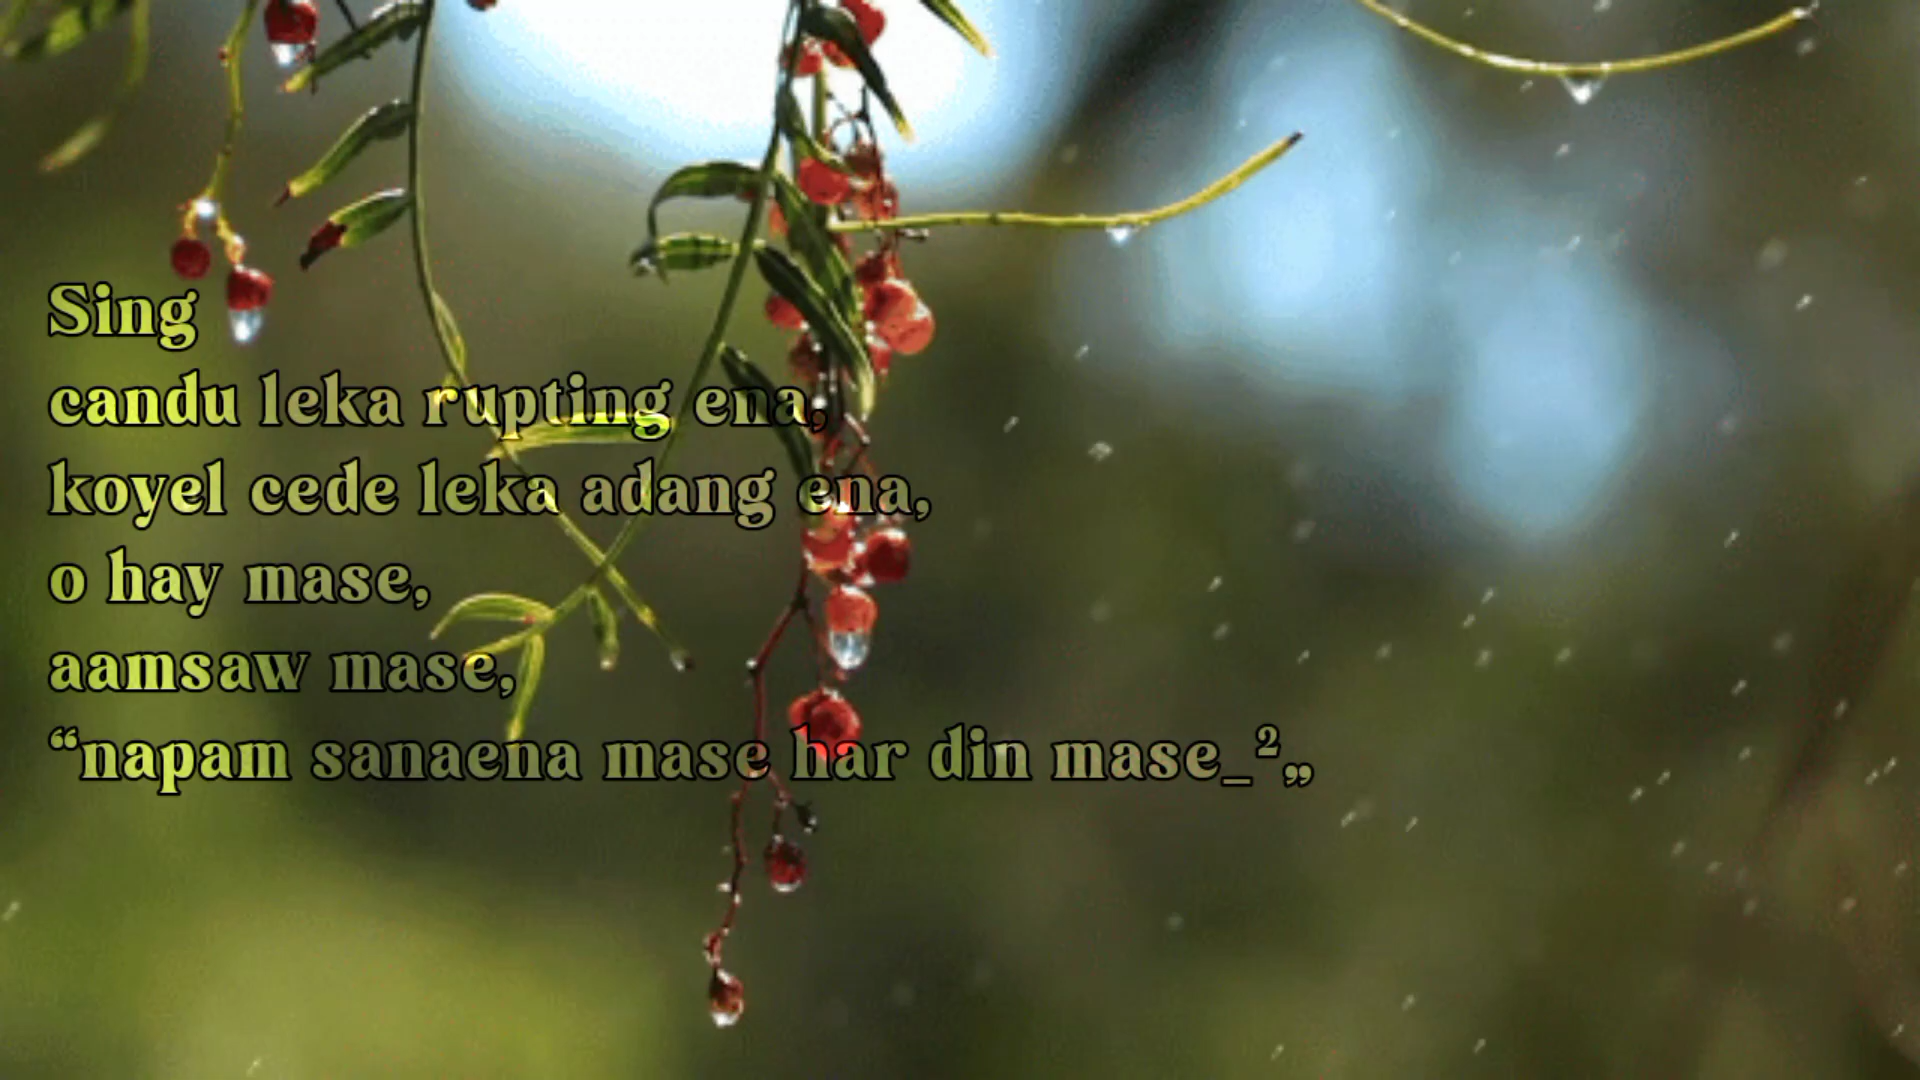 Sing
candu leka rupting ena,
koyel cede leka adang ena,
o hay mase,
aamsaw mase,
“napam sanaena mase har din mase_²„